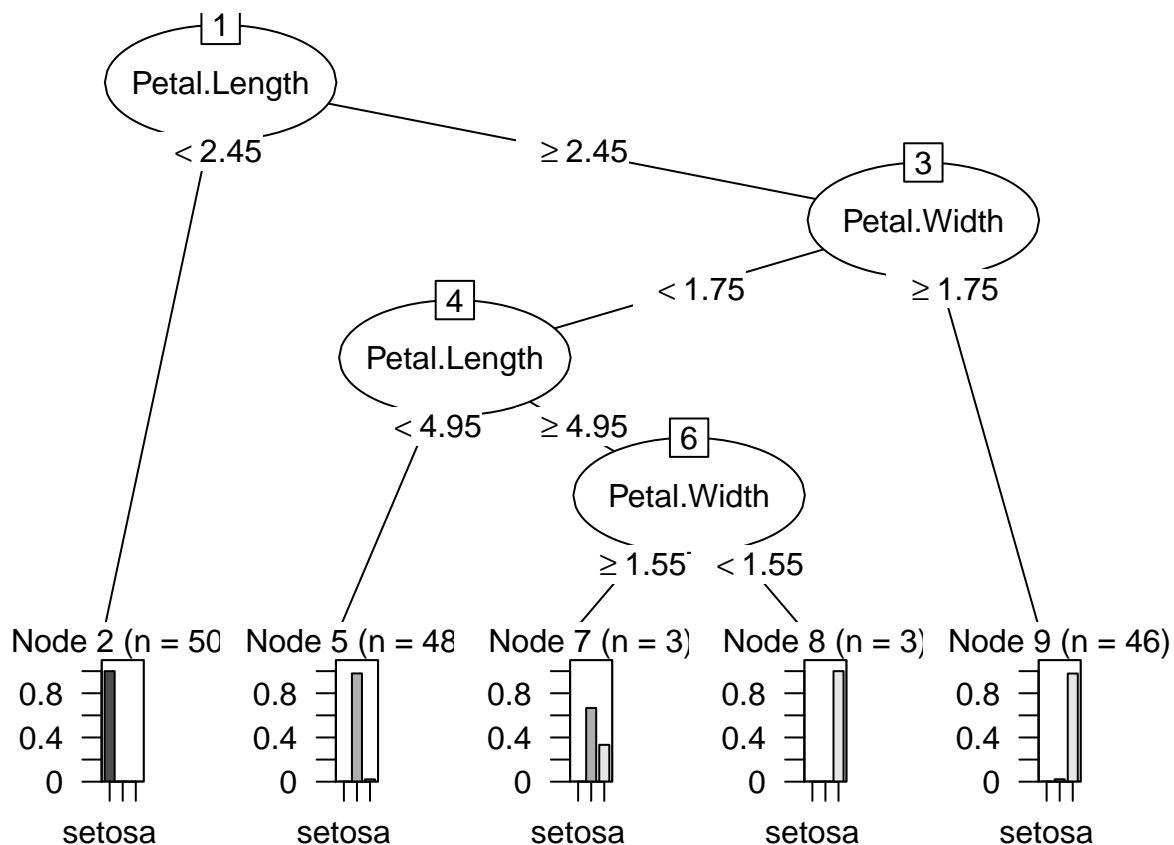 1
Petal.Length
< 2.45
≥ 2.45
3
Petal.Width
< 1.75
≥ 1.75
4
Petal.Length
< 4.95
≥ 4.95
6
Petal.Width
≥ 1.55
< 1.55
Node 2 (n = 50
0.8
0.4
0
setosa
Node 5 (n = 48
0.8
0.4
0
setosa
Node 7 (n = 3)
0.8
0.4
0
setosa
Node 8 (n = 3)
0.8
0.4
0
setosa
Node 9 (n = 46)
0.8
0.4
0
setosa